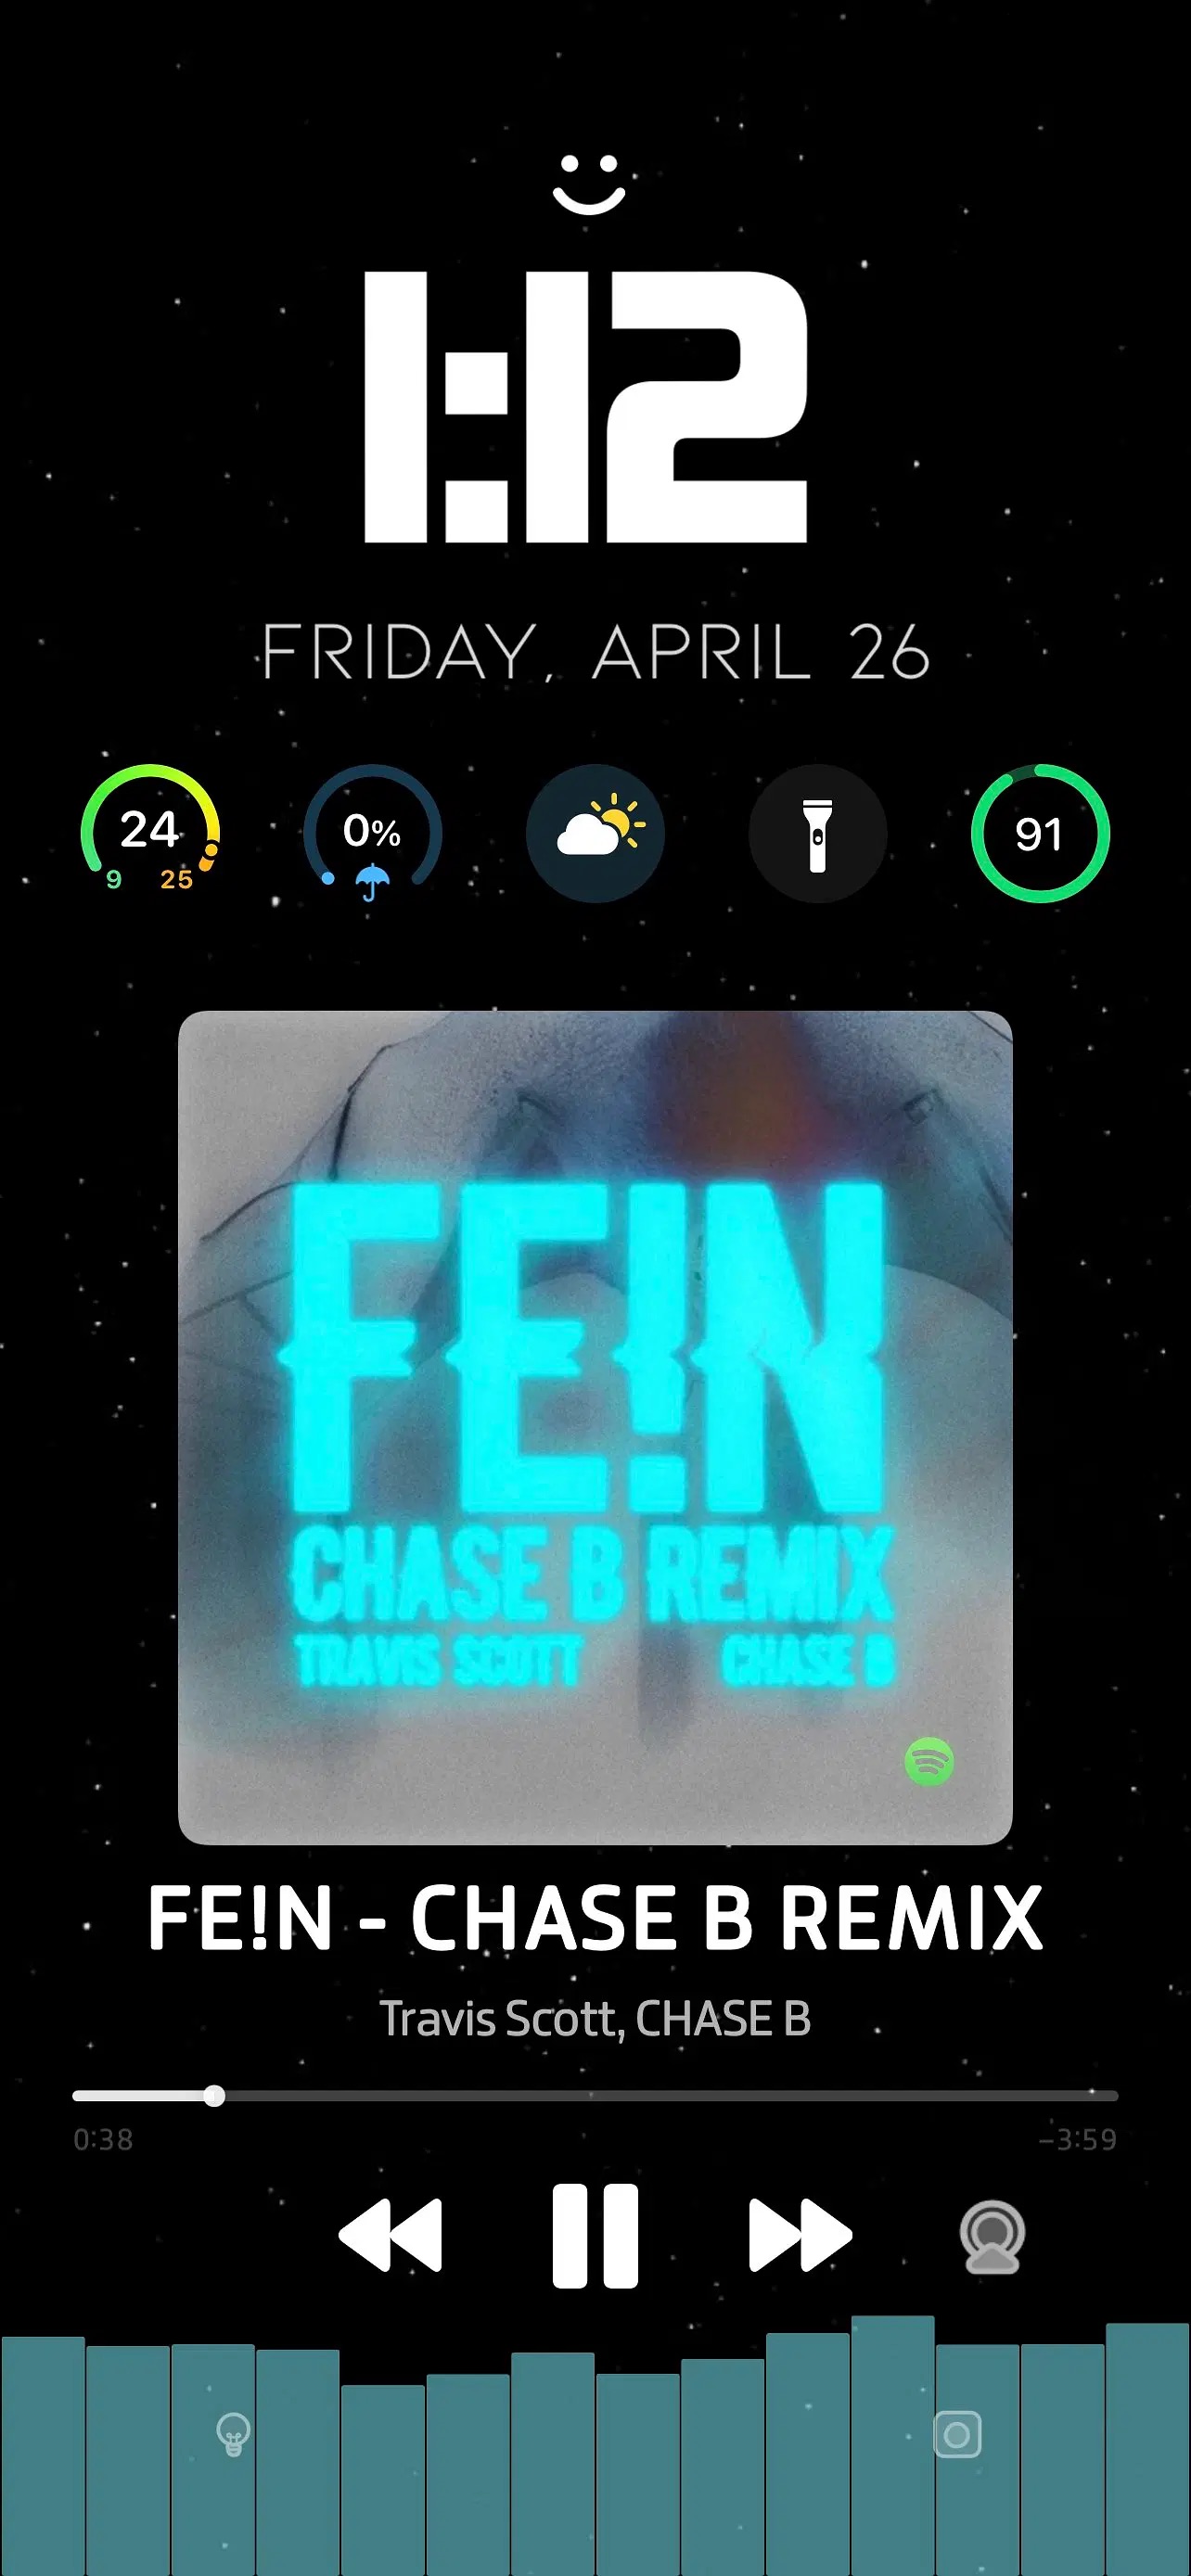 1:12
FRIDAY, APRIL 26
24
9 25
0%
91
FE!N
CHASE B REMIX
TRAVIS SCOTT CHASE B
FE!N - CHASE B REMIX
Travis Scott, CHASE B
0:38 -3:59